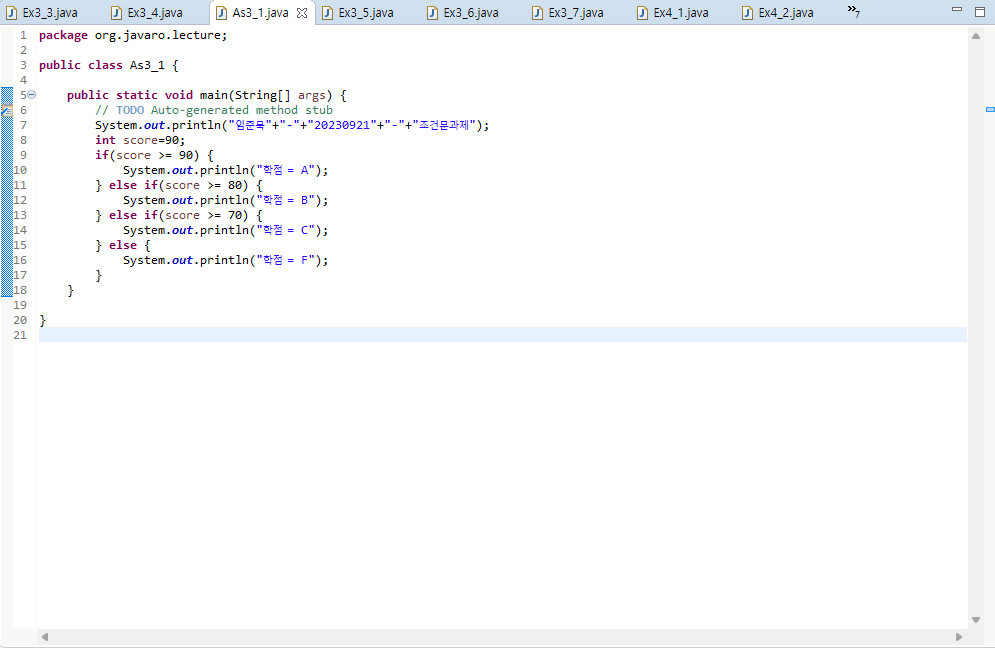 Ex3_3.java Ex3_4.java As3_1.java Ex3_5.java Ex3_6.java Ex3_7.java Ex4_1.java Ex4_2.java »7
1 package org.javaro.lecture;
2
3 public class As3_1 {
4
5 public static void main(String[] args) {
6 // TODO Auto-generated method stub
7 System.out.println("임준묵"+"-"+"20230921"+"-"+"조건문과제");
8 int score=90;
9 if(score >= 90) {
10 System.out.println("학점 = A");
11 } else if(score >= 80) {
12 System.out.println("학점 = B");
13 } else if(score >= 70) {
14 System.out.println("학점 = C");
15 } else {
16 System.out.println("학점 = F");
17 }
18 }
19
20 }
21